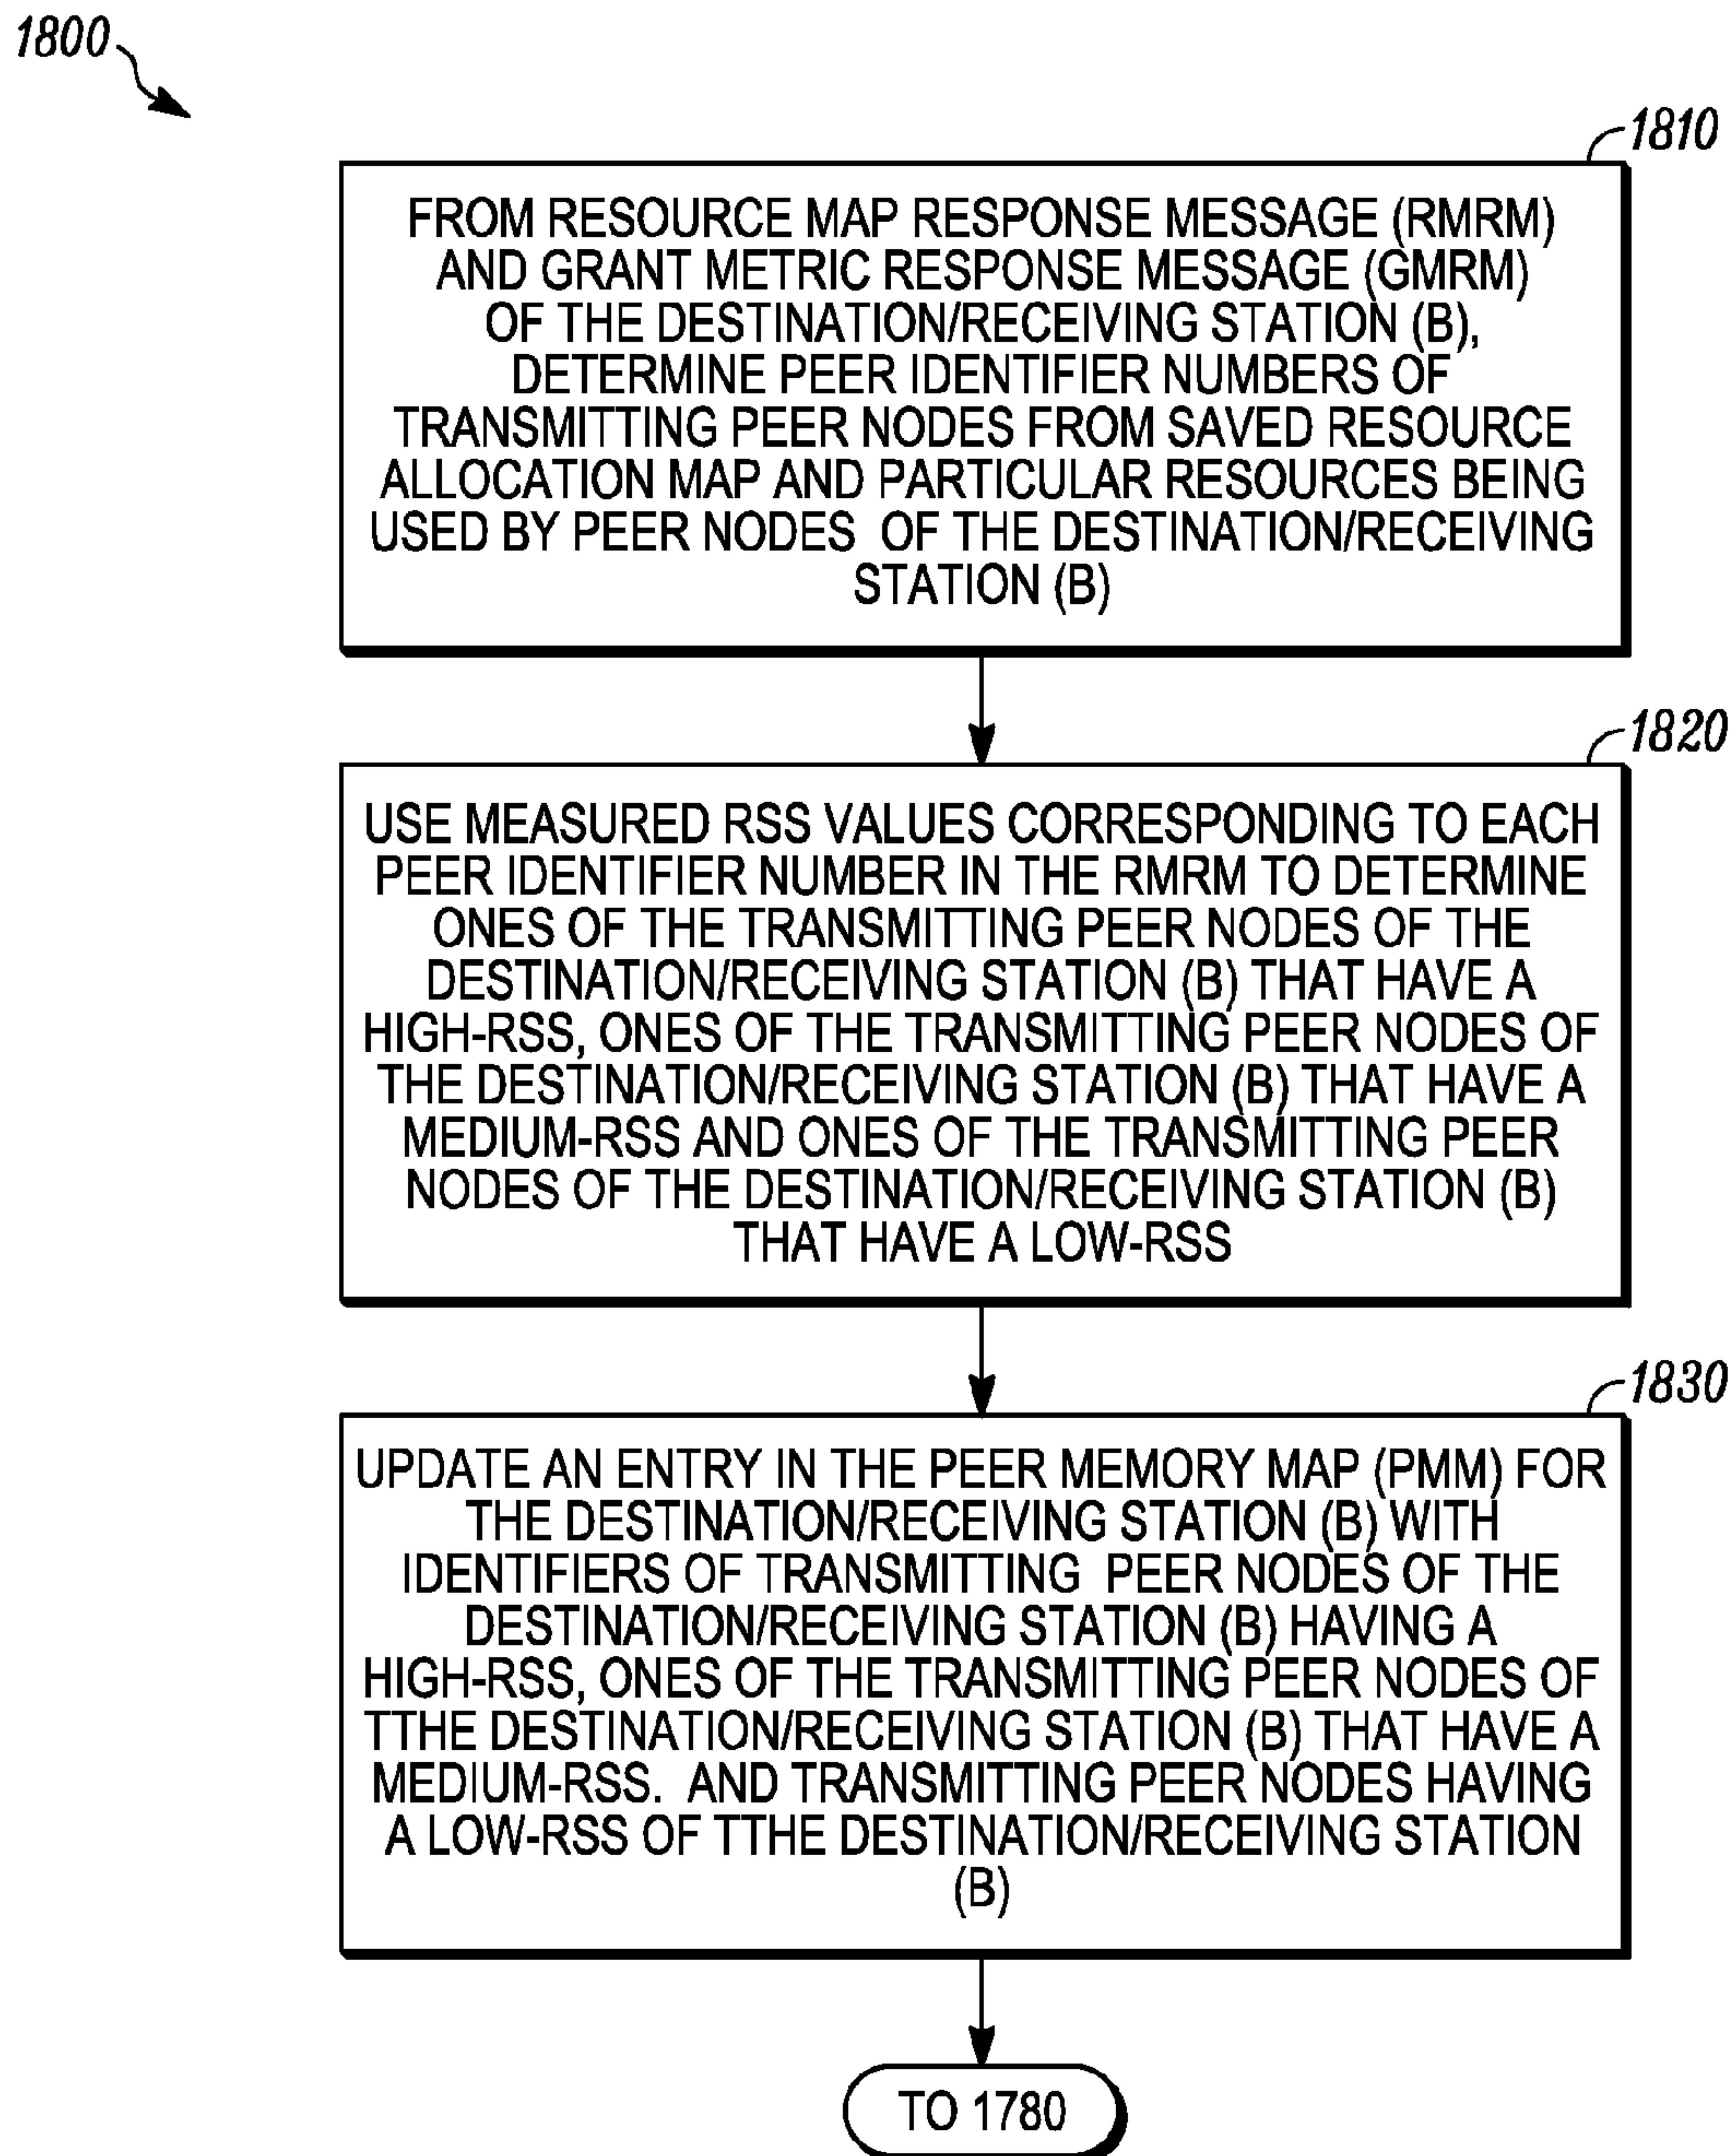 1800
1810
FROM RESOURCE MAP RESPONSE MESSAGE (RMRM)
AND GRANT METRIC RESPONSE MESSAGE (GMRM)
OF THE DESTINATION/RECEIVING STATION (B),
DETERMINE PEER IDENTIFIER NUMBERS OF
TRANSMITTING PEER NODES FROM SAVED RESOURCE
ALLOCATION MAP AND PARTICULAR RESOURCES BEING
USED BY PEER NODES OF THE DESTINATION/RECEIVING
STATION (B)
1820
USE MEASURED RSS VALUES CORRESPONDING TO EACH
PEER IDENTIFIER NUMBER IN THE RMRM TO DETERMINE
ONES OF THE TRANSMITTING PEER NODES OF THE
DESTINATION/RECEIVING STATION (B) THAT HAVE A
HIGH-RSS, ONES OF THE TRANSMITTING PEER NODES OF
THE DESTINATION/RECEIVING STATION (B) THAT HAVE A
MEDIUM-RSS AND ONES OF THE TRANSMITTING PEER
NODES OF THE DESTINATION/RECEIVING STATION (B)
THAT HAVE A LOW-RSS
1830
UPDATE AN ENTRY IN THE PEER MEMORY MAP (PMM) FOR
THE DESTINATION/RECEIVING STATION (B) WITH
IDENTIFIERS OF TRANSMITTING PEER NODES OF THE
DESTINATION/RECEIVING STATION (B) HAVING A
HIGH-RSS, ONES OF THE TRANSMITTING PEER NODES OF
TTHE DESTINATION/RECEIVING STATION (B) THAT HAVE A
MEDIUM-RSS. AND TRANSMITTING PEER NODES HAVING
A LOW-RSS OF TTHE DESTINATION/RECEIVING STATION
(B)
TO 1780